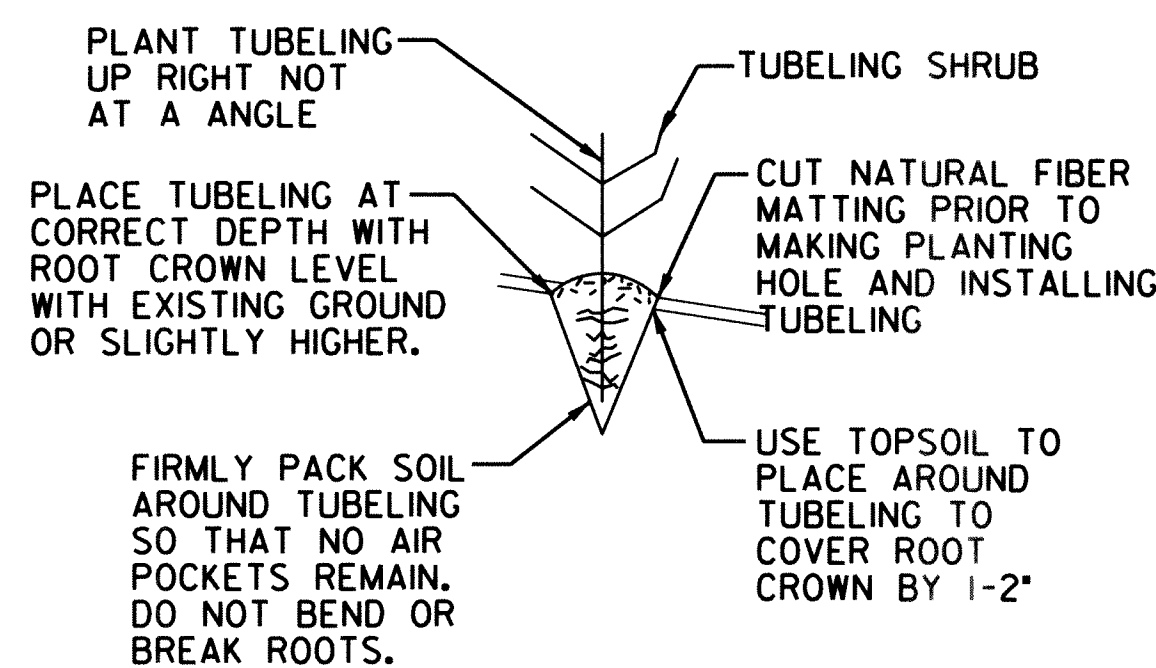 PLANT TUBELING
UP RIGHT NOT
AT A ANGLE
TUBELING SHRUB
PLACE TUBELING AT
CORRECT DEPTH WITH
ROOT CROWN LEVEL
WITH EXISTING GROUND
OR SLIGHTLY HIGHER.
CUT NATURAL FIBER
MATTING PRIOR TO
MAKING PLANTING
HOLE AND INSTALLING
TUBELING
FIRMLY PACK SOIL
AROUND TUBELING
SO THAT NO AIR
POCKETS REMAIN.
DO NOT BEND OR
BREAK ROOTS.
USE TOPSOIL TO
PLACE AROUND
TUBELING TO
COVER ROOT
CROWN BY 1-2"